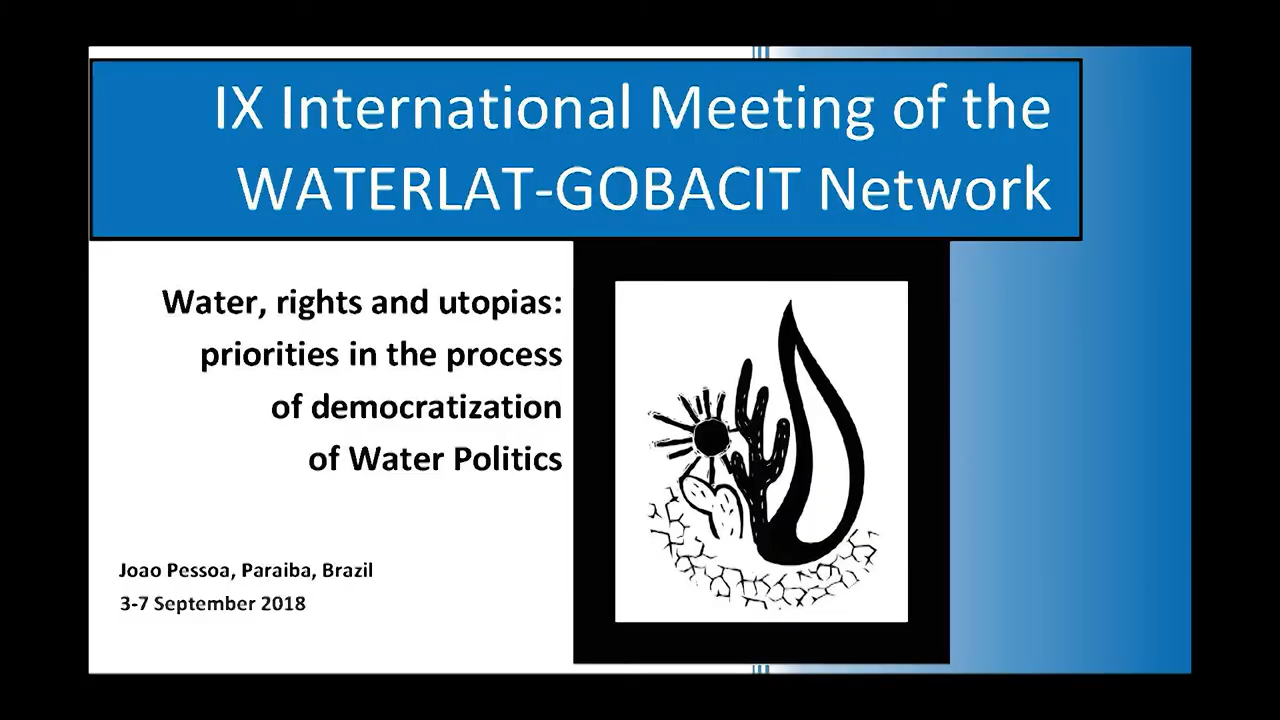 IX International Meeting of the
WATERLAT-GOBACIT Network
Water, rights and utopias:
priorities in the process
of democratization
of Water Politics
Joao Pessoa, Paraiba, Brazil
3-7 September 2018